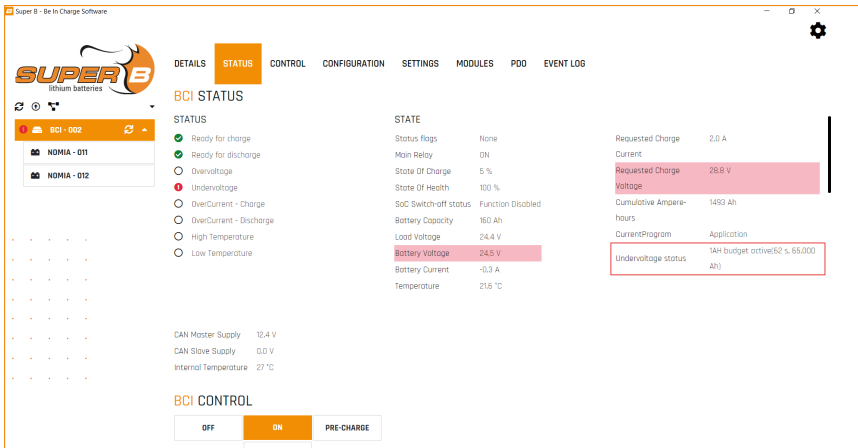 Super B - Be In Charge Software
SUPER B
lithium batteries
DETAILS STATUS CONTROL CONFIGURATION SETTINGS MODULES PDO EVENT LOG
BCI - 002
NOMIA - 011
NOMIA - 012
BCI STATUS
STATUS
Ready for charge
Ready for discharge
Overvoltage
Undervoltage
OverCurrent - Charge
OverCurrent - Discharge
High Temperature
Low Temperature
STATE
Status flags None
Main Relay ON
State Of Charge 5 %
State Of Health 100 %
SoC Switch-off status Function Disabled
Battery Capacity 160 Ah
Load Voltage 24.4 V
Battery Voltage 24.5 V
Battery Current -0.3 A
Temperature 21.6 °C
Requested Charge 2.0 A
Current
Requested Charge 28.8 V
Voltage
Cumulative Ampere- 1493 Ah
hours
CurrentProgram Application
Undervoltage status 1AH budget active(62 s, 65.000
Ah)
CAN Master Supply 12.4 V
CAN Slave Supply 0.0 V
Internal Temperature 27 °C
BCI CONTROL
OFF ON PRE-CHARGE